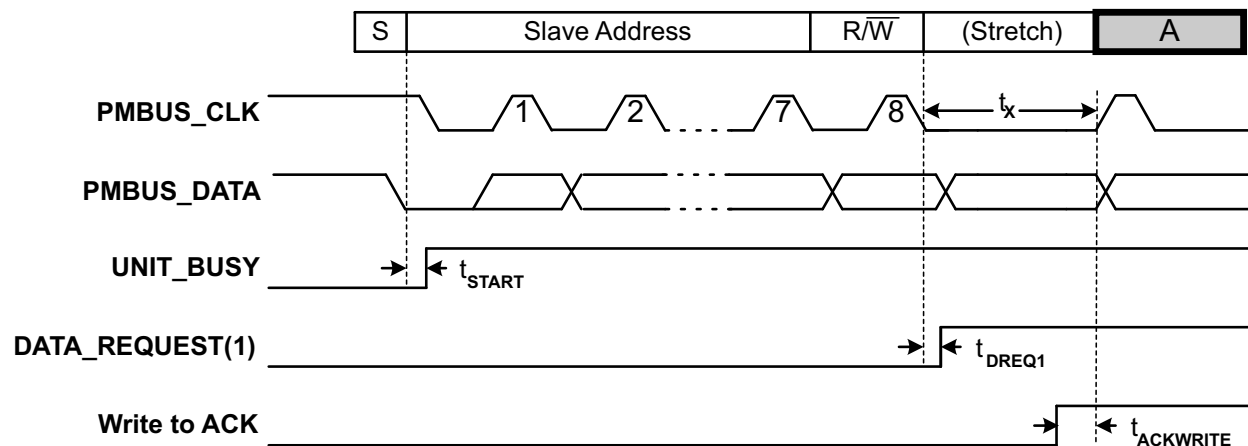 S Slave Address R/W̅ (Stretch) A
PMBUS_CLK 1 2 7 8 tX
PMBUS_DATA
UNIT_BUSY tSTART
DATA_REQUEST(1) tDREQ1
Write to ACK tACKWRITE